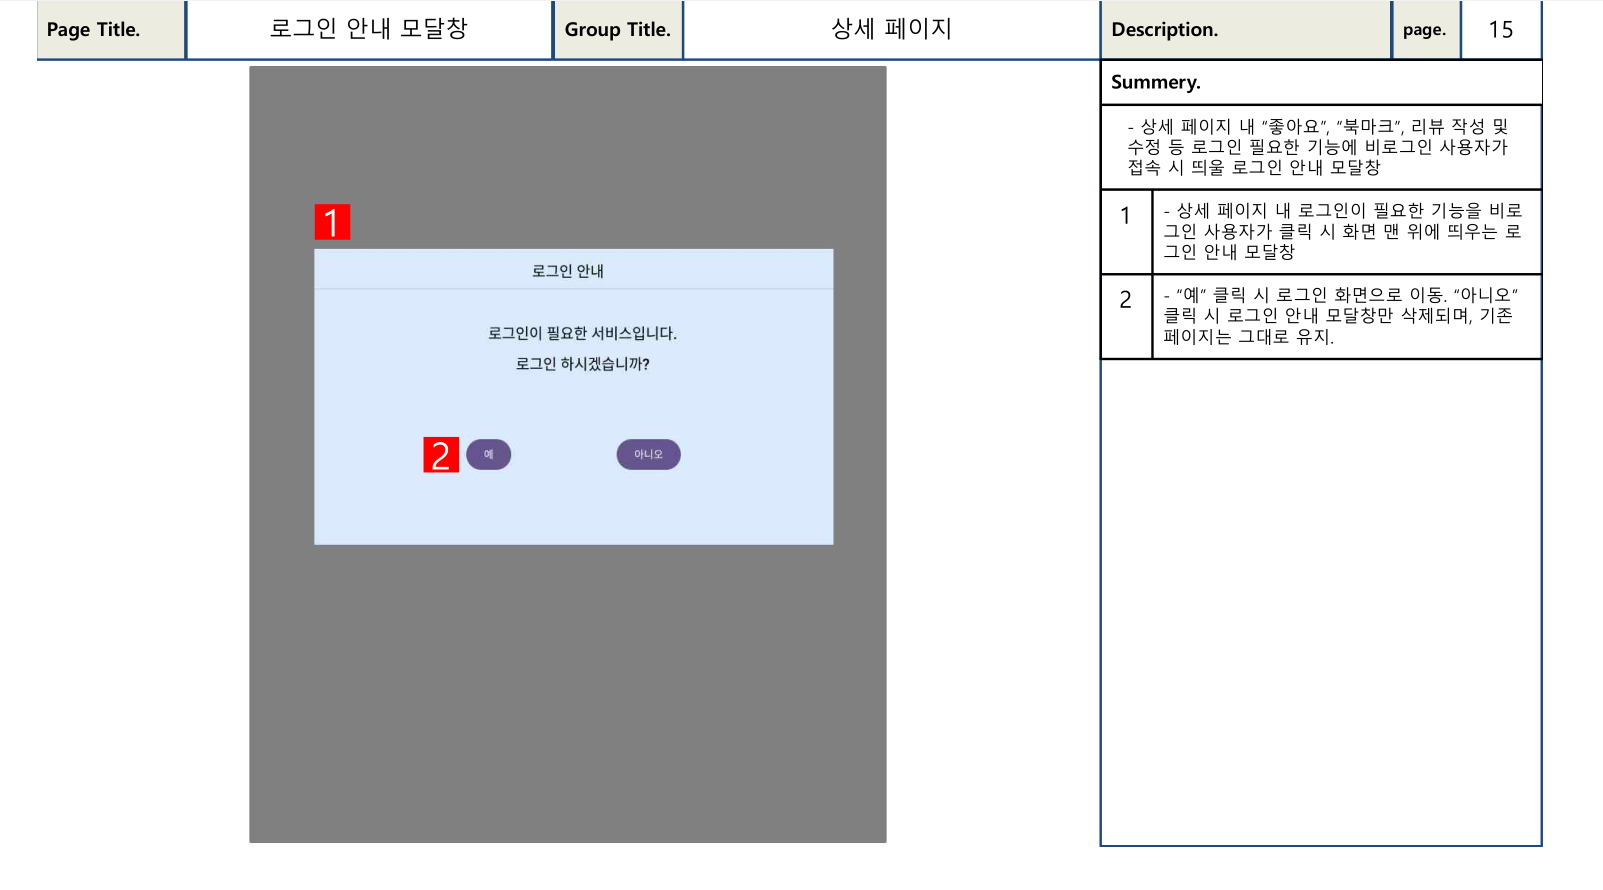 Page Title.
로그인 안내 모달창
Group Title.
상세 페이지
Description.
page.
15
Summery.
- 상세 페이지 내 “좋아요”, “북마크”, 리뷰 작성 및
수정 등 로그인 필요한 기능에 비로그인 사용자가
접속 시 띄울 로그인 안내 모달창
1
- 상세 페이지 내 로그인이 필요한 기능을 비로
그인 사용자가 클릭 시 화면 맨 위에 띄우는 로
그인 안내 모달창
2
- “예” 클릭 시 로그인 화면으로 이동. “아니오”
클릭 시 로그인 안내 모달창만 삭제되며, 기존
페이지는 그대로 유지.
1
로그인 안내
로그인이 필요한 서비스입니다.
로그인 하시겠습니까?
2
예
아니오